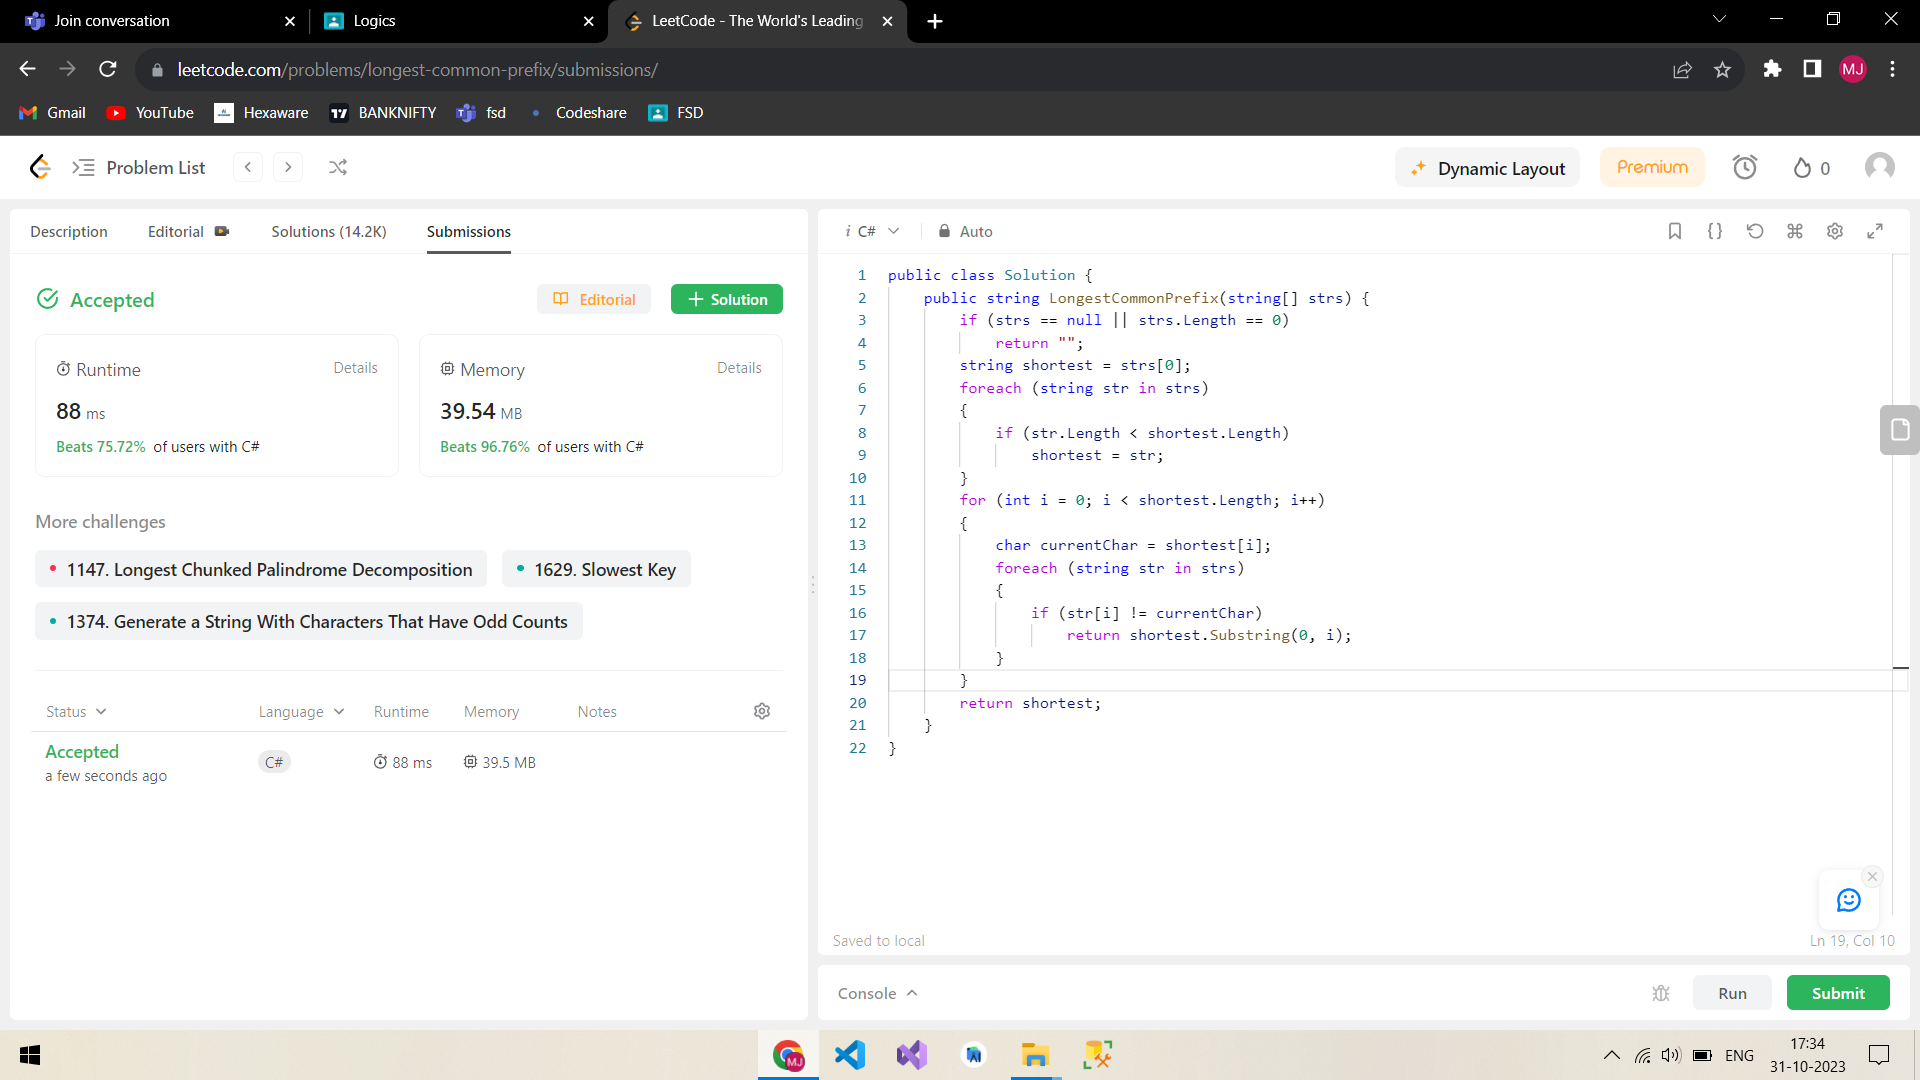 Join conversation
Logics
LeetCode - The World's Leading
leetcode.com/problems/longest-common-prefix/submissions/
MJ
Gmail YouTube Hexaware BANKNIFTY fsd Codeshare FSD
Problem List
Dynamic Layout
Premium
0
Description Editorial Solutions (14.2K) Submissions
Accepted
Editorial
Solution
Runtime Details
88 ms
Beats 75.72% of users with C#
Memory Details
39.54 MB
Beats 96.76% of users with C#
More challenges
1147. Longest Chunked Palindrome Decomposition
1629. Slowest Key
1374. Generate a String With Characters That Have Odd Counts
Status Language Runtime Memory Notes
Accepted
a few seconds ago
C#
88 ms
39.5 MB
i C# Auto
1 public class Solution {
2 public string LongestCommonPrefix(string[] strs) {
3 if (strs == null || strs.Length == 0)
4 return "";
5 string shortest = strs[0];
6 foreach (string str in strs)
7 {
8 if (str.Length < shortest.Length)
9 shortest = str;
10 }
11 for (int i = 0; i < shortest.Length; i++)
12 {
13 char currentChar = shortest[i];
14 foreach (string str in strs)
15 {
16 if (str[i] != currentChar)
17 return shortest.Substring(0, i);
18 }
19 }
20 return shortest;
21 }
22 }
Saved to local
Ln 19, Col 10
Console
Run
Submit
MJ
ENG
17:34
31-10-2023